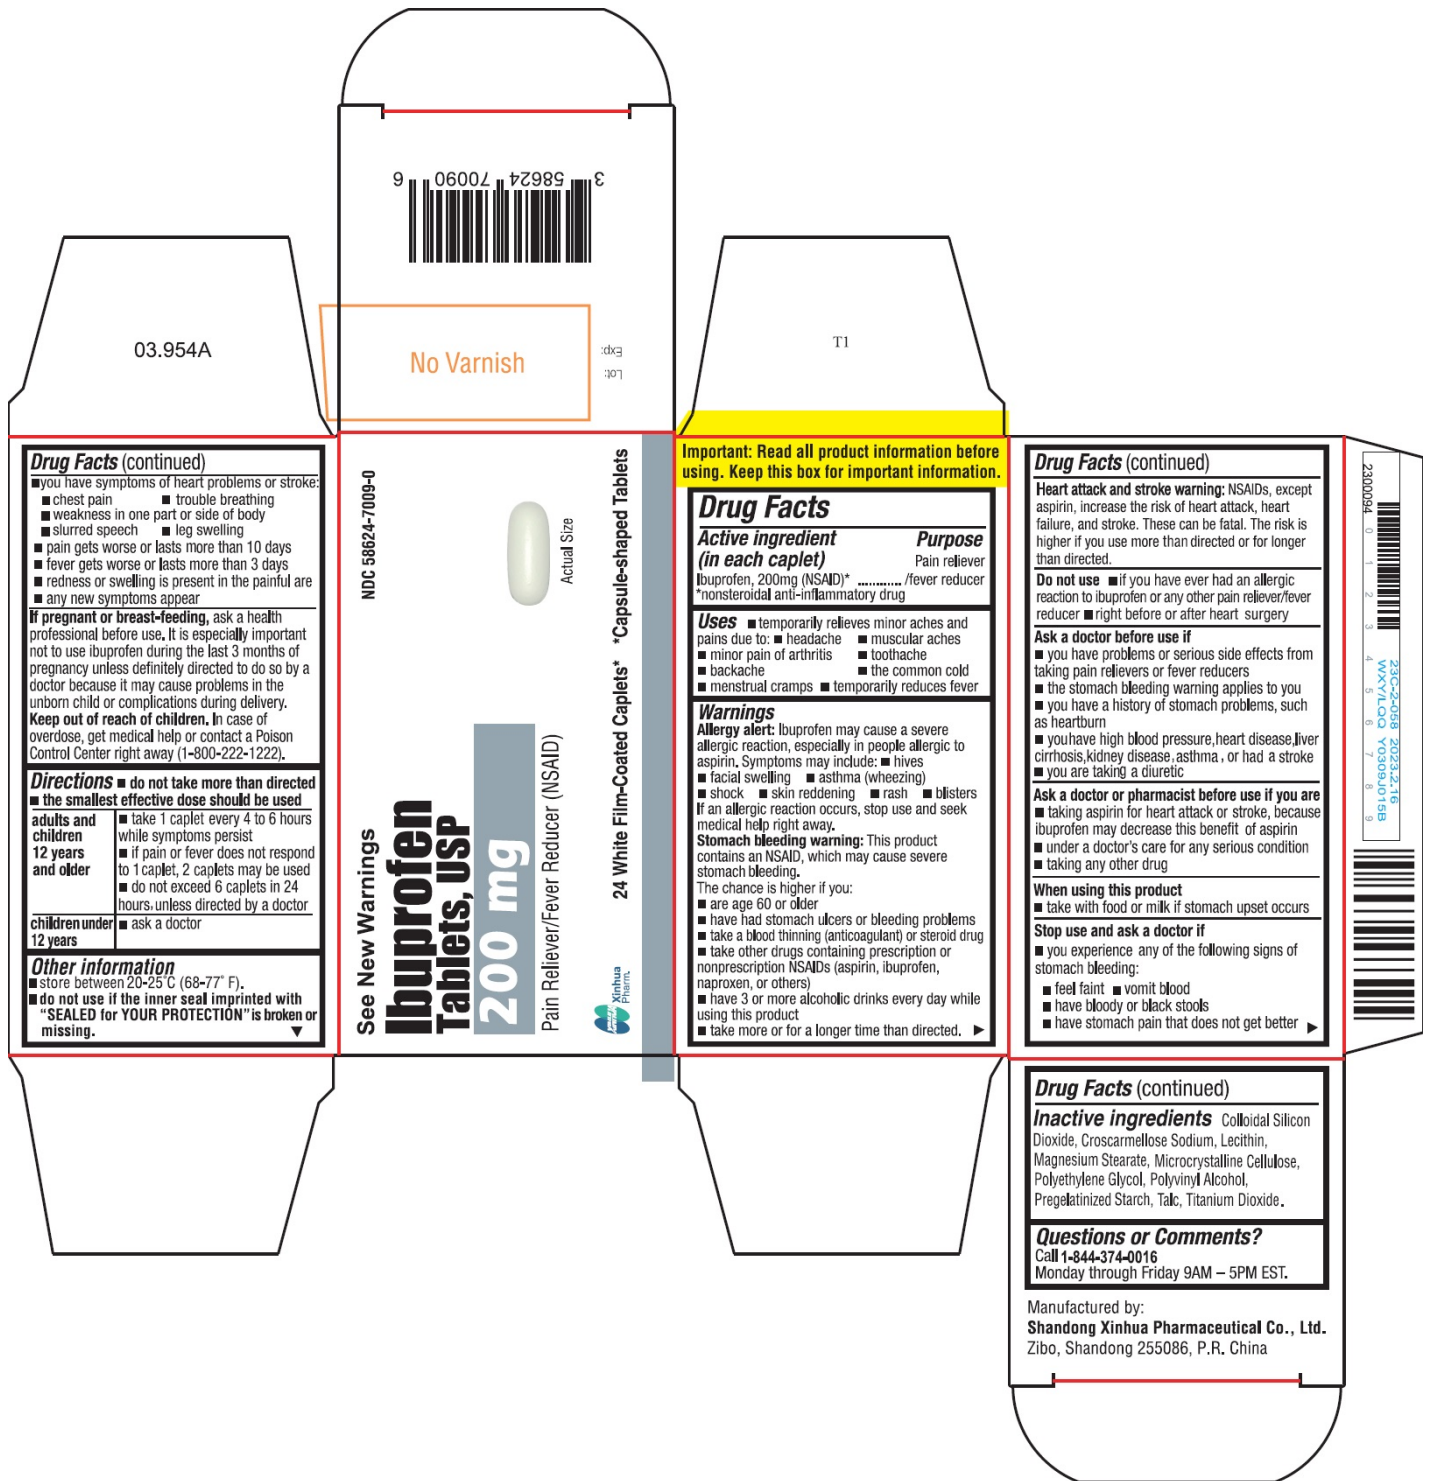 3 58624 70090 6
Lot:
Exp:
No Varnish
03.954A
T1
Drug Facts (continued)
■you have symptoms of heart problems or stroke:
■ chest pain ■ trouble breathing
■ weakness in one part or side of body
■ slurred speech ■ leg swelling
■ pain gets worse or lasts more than 10 days
■ fever gets worse or lasts more than 3 days
■ redness or swelling is present in the painful are
■ any new symptoms appear
If pregnant or breast-feeding, ask a health
professional before use. It is especially important
not to use ibuprofen during the last 3 months of
pregnancy unless definitely directed to do so by a
doctor because it may cause problems in the
unborn child or complications during delivery.
Keep out of reach of children. In case of
overdose, get medical help or contact a Poison
Control Center right away (1-800-222-1222).
Directions ■ do not take more than directed
■ the smallest effective dose should be used
adults and
children
12 years
and older
■ take 1 caplet every 4 to 6 hours
while symptoms persist
■ if pain or fever does not respond
to 1 caplet, 2 caplets may be used
■ do not exceed 6 caplets in 24
hours, unless directed by a doctor
children under
12 years
■ ask a doctor
Other information
■ store between 20-25°C (68-77° F).
■ do not use if the inner seal imprinted with
“SEALED for YOUR PROTECTION” is broken or
missing. ▼
See New Warnings
NDC 58624-7009-0
Ibuprofen
Tablets, USP
200 mg
Pain Reliever/Fever Reducer (NSAID)
Actual Size
Xinhua
Pharm.
24 White Film-Coated Caplets* *Capsule-shaped Tablets
Important: Read all product information before
using. Keep this box for important information.
Drug Facts
Active ingredient Purpose
(in each caplet) Pain reliever
Ibuprofen, 200mg (NSAID)* ........... /fever reducer
*nonsteroidal anti-inflammatory drug
Uses ■ temporarily relieves minor aches and
pains due to: ■ headache ■ muscular aches
■ minor pain of arthritis ■ toothache
■ backache ■ the common cold
■ menstrual cramps ■ temporarily reduces fever
Warnings
Allergy alert: Ibuprofen may cause a severe
allergic reaction, especially in people allergic to
aspirin. Symptoms may include: ■ hives
■ facial swelling ■ asthma (wheezing)
■ shock ■ skin reddening ■ rash ■ blisters
If an allergic reaction occurs, stop use and seek
medical help right away.
Stomach bleeding warning: This product
contains an NSAID, which may cause severe
stomach bleeding.
The chance is higher if you:
■ are age 60 or older
■ have had stomach ulcers or bleeding problems
■ take a blood thinning (anticoagulant) or steroid drug
■ take other drugs containing prescription or
nonprescription NSAIDs (aspirin, ibuprofen,
naproxen, or others)
■ have 3 or more alcoholic drinks every day while
using this product
■ take more or for a longer time than directed. ▶
Drug Facts (continued)
Heart attack and stroke warning: NSAIDs, except
aspirin, increase the risk of heart attack, heart
failure, and stroke. These can be fatal. The risk is
higher if you use more than directed or for longer
than directed.
Do not use ■ if you have ever had an allergic
reaction to ibuprofen or any other pain reliever/fever
reducer ■ right before or after heart surgery
Ask a doctor before use if
■ you have problems or serious side effects from
taking pain relievers or fever reducers
■ the stomach bleeding warning applies to you
■ you have a history of stomach problems, such
as heartburn
■ youhave high blood pressure,heart disease,liver
cirrhosis,kidney disease, asthma, or had a stroke
■ you are taking a diuretic
Ask a doctor or pharmacist before use if you are
■ taking aspirin for heart attack or stroke, because
ibuprofen may decrease this benefit of aspirin
■ under a doctor's care for any serious condition
■ taking any other drug
When using this product
■ take with food or milk if stomach upset occurs
Stop use and ask a doctor if
■ you experience any of the following signs of
stomach bleeding:
■ feel faint ■ vomit blood
■ have bloody or black stools
■ have stomach pain that does not get better ▶
2300094
0 1 2 3 4 5 6 7 8 9
23C-2-058 2023.2.16
WXY/LQQ Y0309J015B
Drug Facts (continued)
Inactive ingredients Colloidal Silicon
Dioxide, Croscarmellose Sodium, Lecithin,
Magnesium Stearate, Microcrystalline Cellulose,
Polyethylene Glycol, Polyvinyl Alcohol,
Pregelatinized Starch, Talc, Titanium Dioxide.
Questions or Comments?
Call 1-844-374-0016
Monday through Friday 9AM – 5PM EST.
Manufactured by:
Shandong Xinhua Pharmaceutical Co., Ltd.
Zibo, Shandong 255086, P.R. China